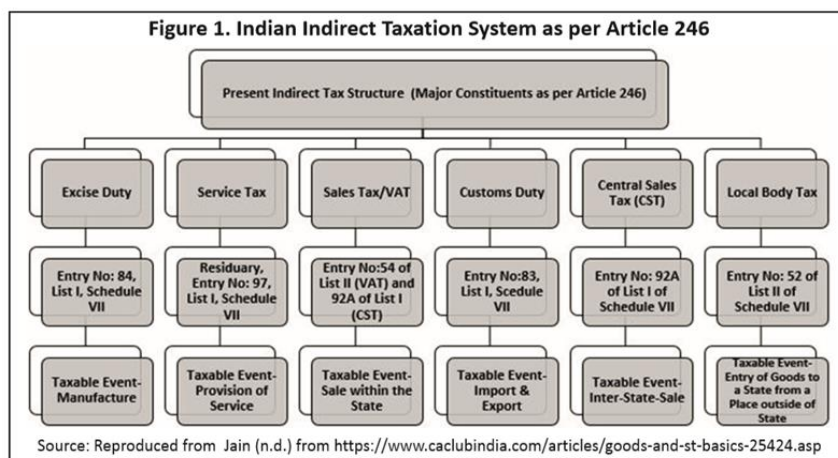 Figure 1. Indian Indirect Taxation System as per Article 246
Present Indirect Tax Structure (Major Constituents as per Article 246)
Excise Duty
Service Tax
Sales Tax/VAT
Customs Duty
Central Sales
Tax (CST)
Local Body Tax
Entry No: 84,
List I, Schedule
VII
Residuary,
Entry No: 97,
List I, Schedule
VII
Entry No:54 of
List II (VAT) and
92A of List I
(CST)
Entry No:83,
List I, Scedule
VII
Entry No: 92A
of List I of
Schedule VII
Entry No: 52 of
List II of
Schedule VII
Taxable Event-
Manufacture
Taxable Event-
Provision of
Service
Taxable Event-
Sale within the
State
Taxable Event-
Import &
Export
Taxable Event-
Inter-State-Sale
Taxable Event-
Entry of Goods to
a State from a
Place outside of
State
Source: Reproduced from Jain (n.d.) from https://www.caclubindia.com/articles/goods-and-st-basics-25424.asp